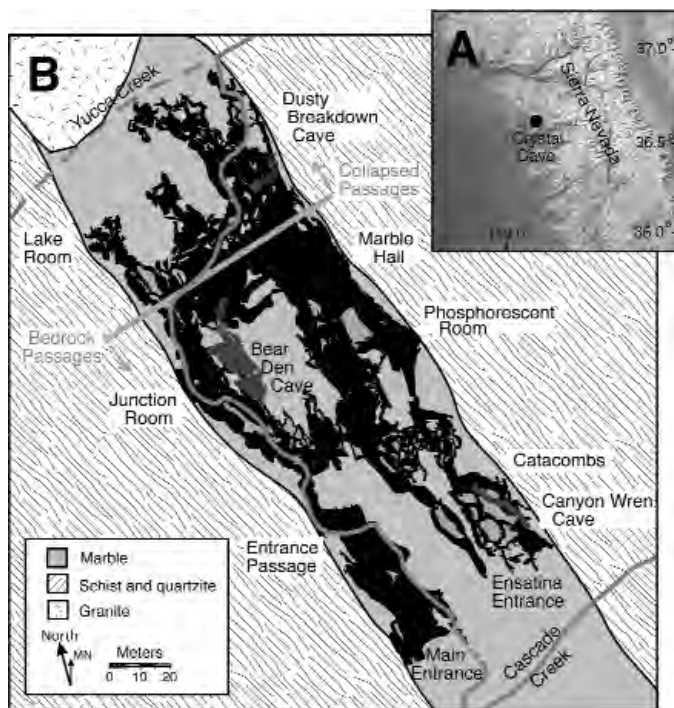 B
Yucca Creek
Dusty
Breakdown
Cave
Collapsed
Passages
Lake
Room
Marble
Hall
Bedrock
Passages
Phosphorescent
Room
Bear
Den
Cave
Junction
Room
Catacombs
Canyon Wren
Cave
Entrance
Passage
Ensatina
Entrance
Main
Entrance
Cascade
Creek
Marble
Schist and quartzite
Granite
North
MN
Meters
0 10 20
A
37.0°
Sierra Nevada
Crystal
Cave
36.5°
36.0°